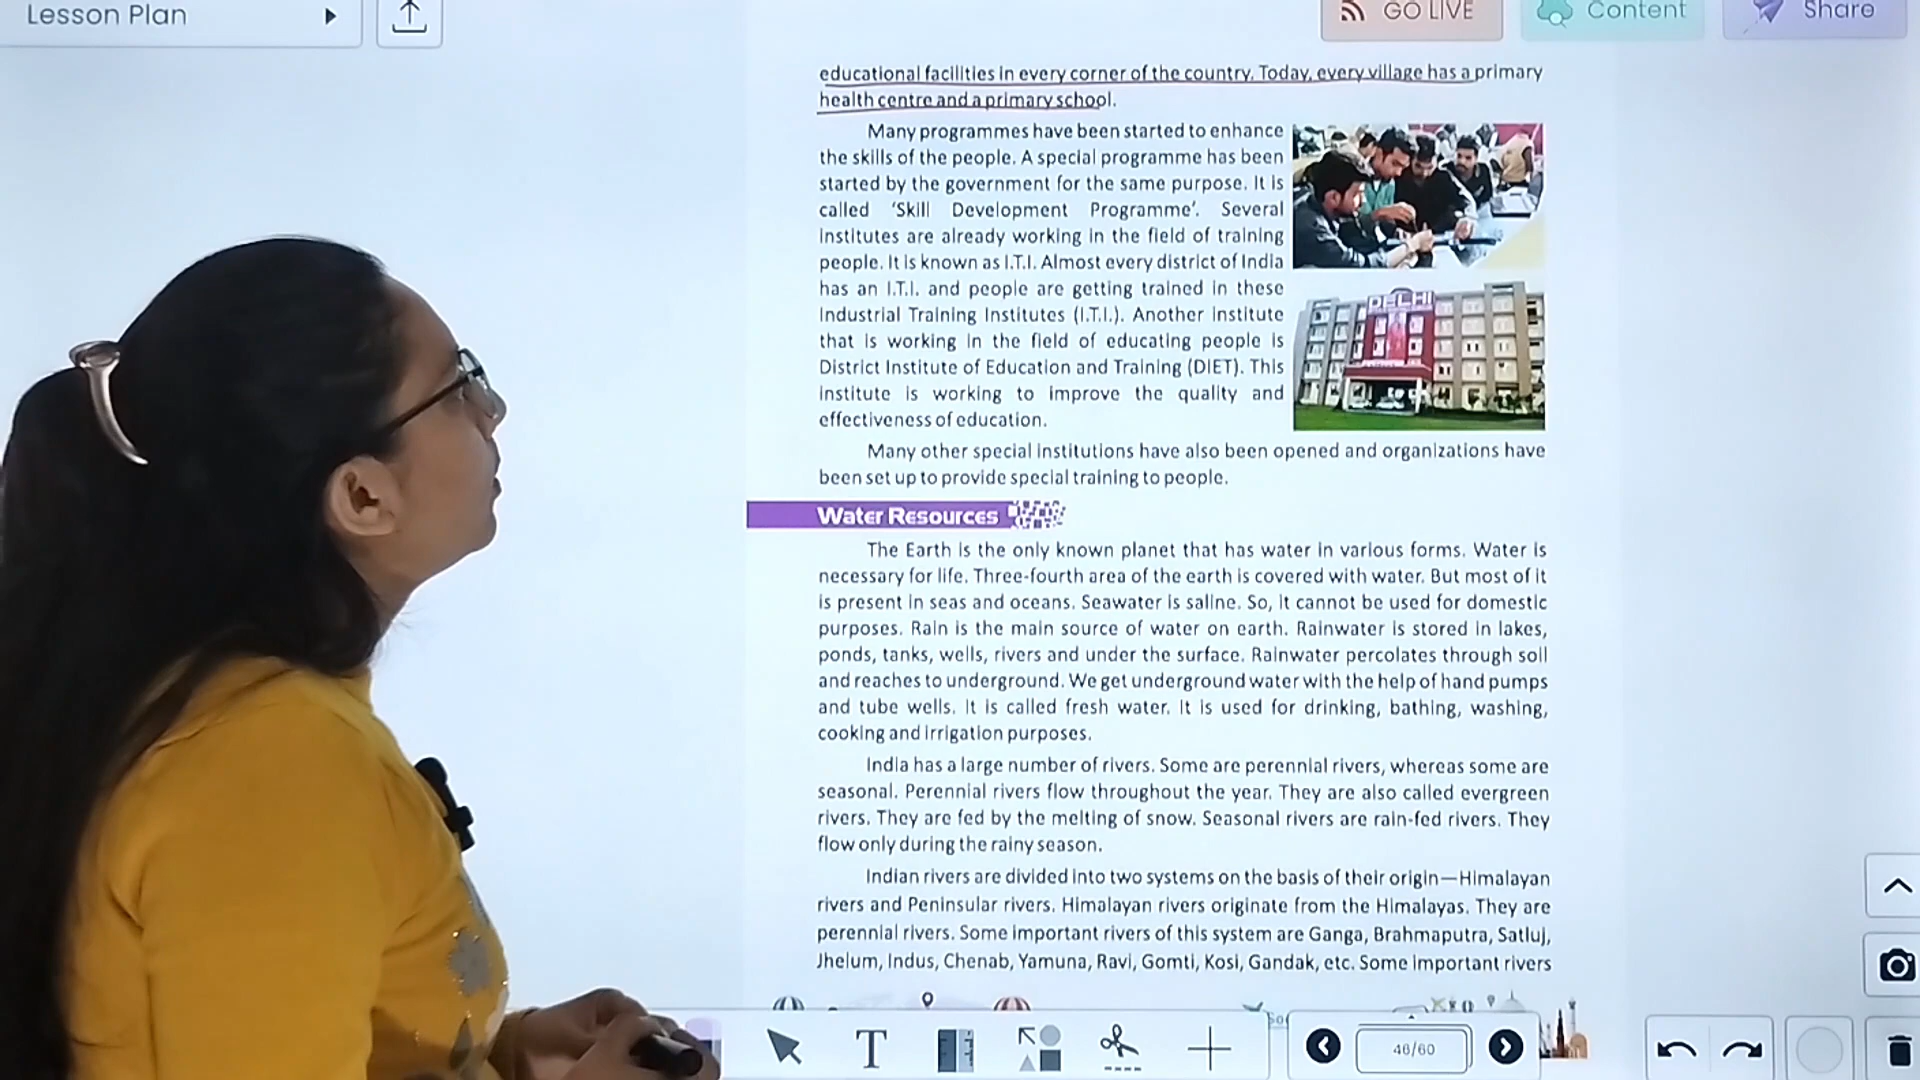 Lesson Plan
GO LIVE
Content
Share
educational facilities in every corner of the country. Today, every village has a primary
health centre and a primary school.
Many programmes have been started to enhance
the skills of the people. A special programme has been
started by the government for the same purpose. It is
called ‘Skill Development Programme’. Several
institutes are already working in the field of training
people. It is known as I.T.I. Almost every district of India
has an I.T.I. and people are getting trained in these
Industrial Training Institutes (I.T.I.). Another institute
that is working in the field of educating people is
District Institute of Education and Training (DIET). This
institute is working to improve the quality and
effectiveness of education.
DELHI
Many other special institutions have also been opened and organizations have
been set up to provide special training to people.
Water Resources
The Earth is the only known planet that has water in various forms. Water is
necessary for life. Three-fourth area of the earth is covered with water. But most of it
is present in seas and oceans. Seawater is saline. So, it cannot be used for domestic
purposes. Rain is the main source of water on earth. Rainwater is stored in lakes,
ponds, tanks, wells, rivers and under the surface. Rainwater percolates through soil
and reaches to underground. We get underground water with the help of hand pumps
and tube wells. It is called fresh water. It is used for drinking, bathing, washing,
cooking and irrigation purposes.
India has a large number of rivers. Some are perennial rivers, whereas some are
seasonal. Perennial rivers flow throughout the year. They are also called evergreen
rivers. They are fed by the melting of snow. Seasonal rivers are rain-fed rivers. They
flow only during the rainy season.
Indian rivers are divided into two systems on the basis of their origin—Himalayan
rivers and Peninsular rivers. Himalayan rivers originate from the Himalayas. They are
perennial rivers. Some important rivers of this system are Ganga, Brahmaputra, Satluj,
Jhelum, Indus, Chenab, Yamuna, Ravi, Gomti, Kosi, Gandak, etc. Some important rivers
T
46/60